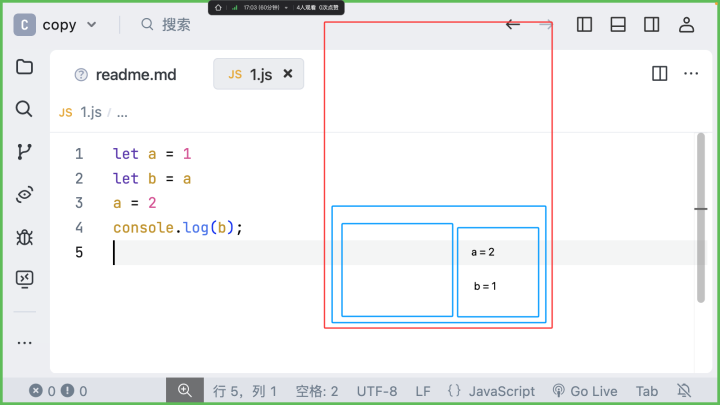 17:03 (60分钟) 4人观看 0次点赞
C copy 搜索
readme.md JS 1.js
JS 1.js / ...
1 let a = 1
2 let b = a
3 a = 2
4 console.log(b);
5
a = 2
b = 1
0 0 行 5，列 1 空格: 2 UTF-8 LF {} JavaScript Go Live Tab